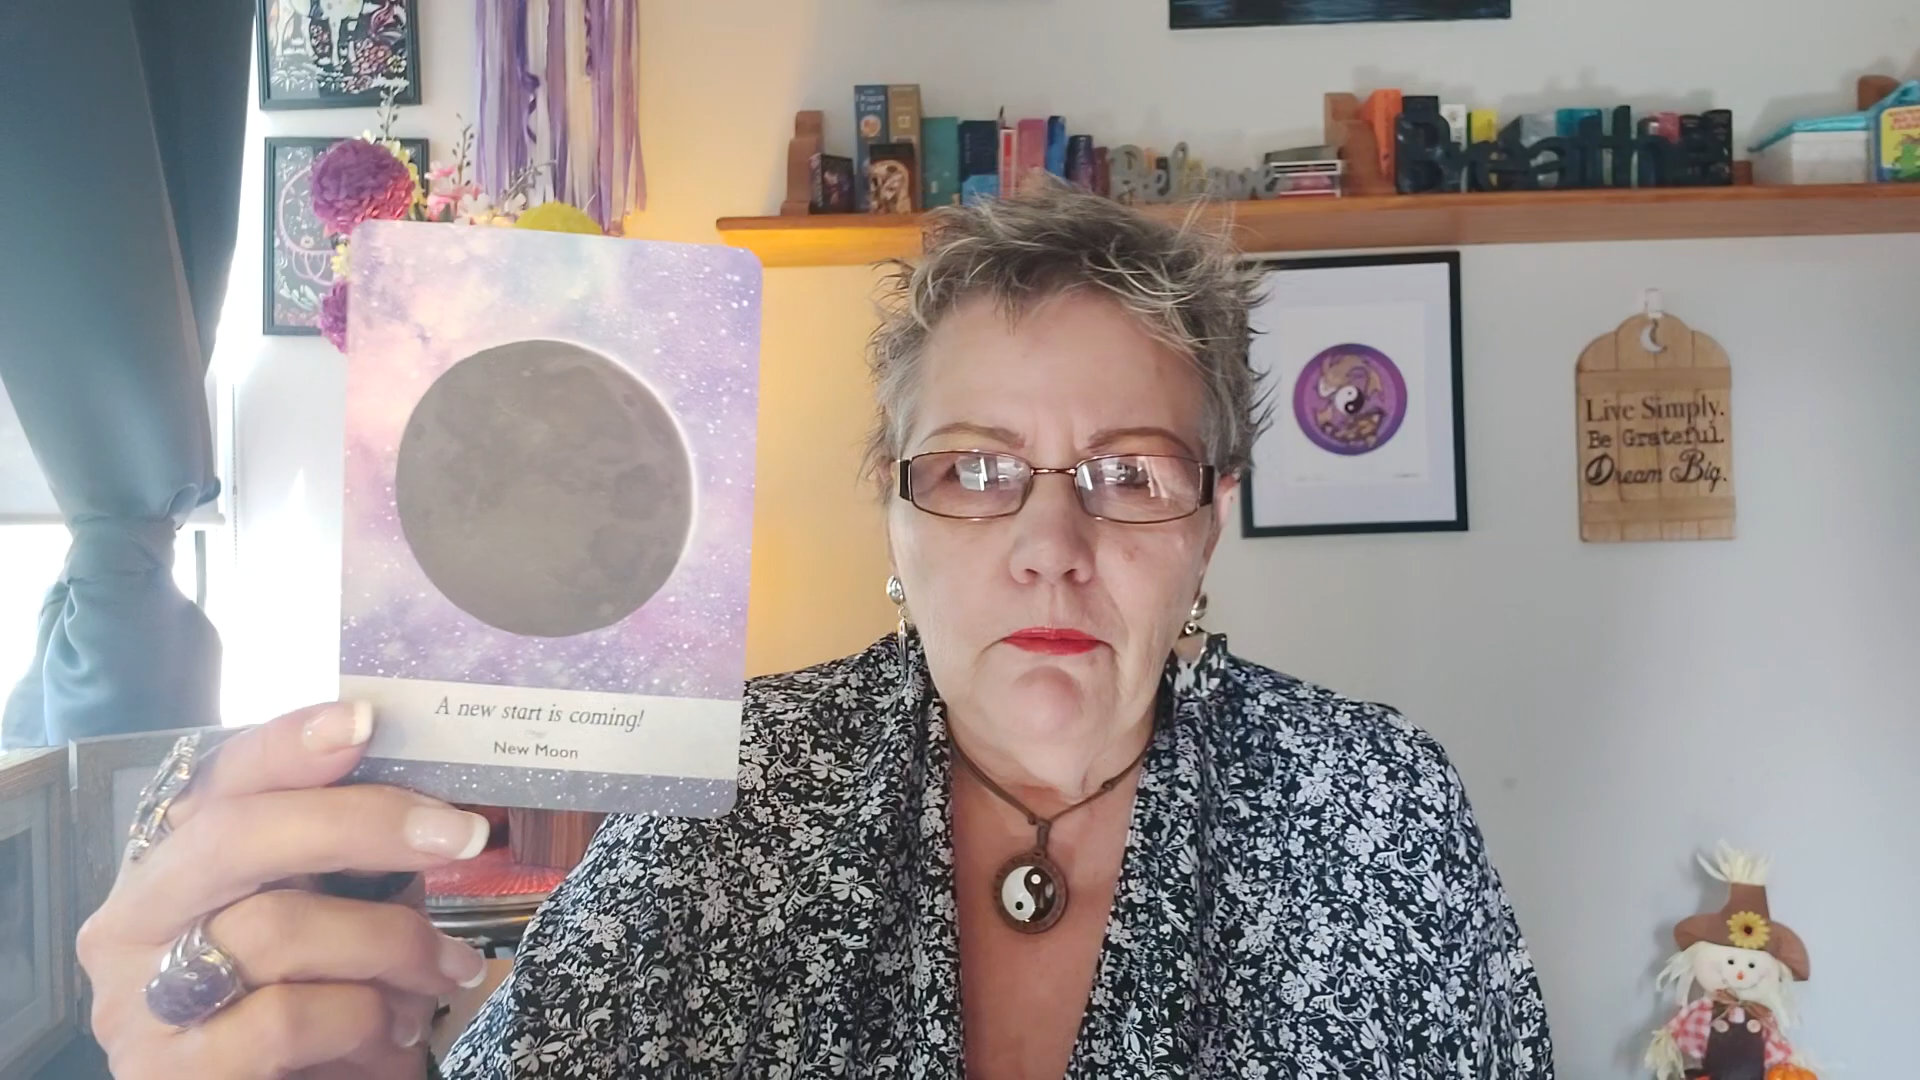 Believe
Breathe
Live Simply.
Be Grateful.
Dream Big.
A new start is coming!
New Moon